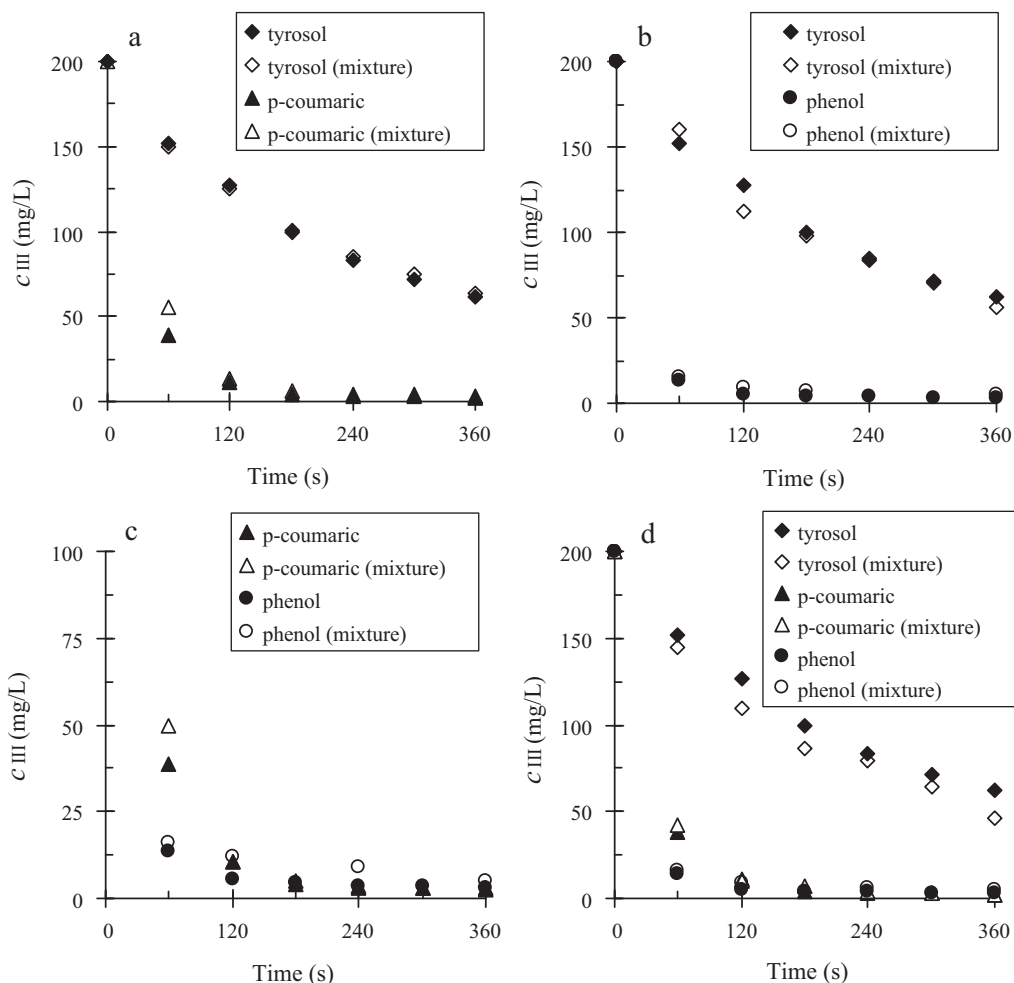 a
tyrosol
tyrosol (mixture)
p-coumaric
p-coumaric (mixture)
200
150
100
50
0
c III (mg/L)
0 120 240 360
Time (s)
b
tyrosol
tyrosol (mixture)
phenol
phenol (mixture)
200
150
100
50
0
c III (mg/L)
0 120 240 360
Time (s)
c
p-coumaric
p-coumaric (mixture)
phenol
phenol (mixture)
100
75
50
25
0
c III (mg/L)
0 120 240 360
Time (s)
d
tyrosol
tyrosol (mixture)
p-coumaric
p-coumaric (mixture)
phenol
phenol (mixture)
200
150
100
50
0
c III (mg/L)
0 120 240 360
Time (s)